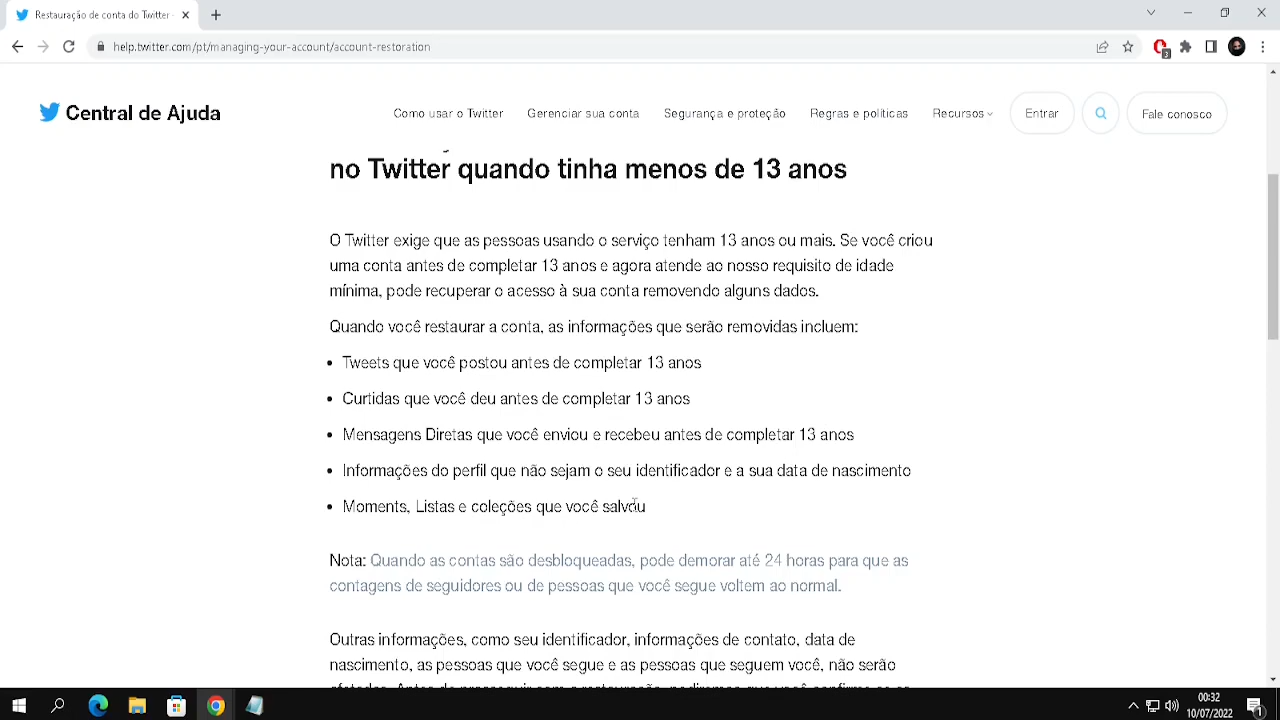 Restauração de conta do Twitter -
help.twitter.com/pt/managing-your-account/account-restoration
3
Central de Ajuda
Como usar o Twitter
Gerenciar sua conta
Segurança e proteção
Regras e políticas
Recursos
Entrar
Fale conosco
no Twitter quando tinha menos de 13 anos
O Twitter exige que as pessoas usando o serviço tenham 13 anos ou mais. Se você criou
uma conta antes de completar 13 anos e agora atende ao nosso requisito de idade
mínima, pode recuperar o acesso à sua conta removendo alguns dados.
Quando você restaurar a conta, as informações que serão removidas incluem:
• Tweets que você postou antes de completar 13 anos
• Curtidas que você deu antes de completar 13 anos
• Mensagens Diretas que você enviou e recebeu antes de completar 13 anos
• Informações do perfil que não sejam o seu identificador e a sua data de nascimento
• Moments, Listas e coleções que você salvou
Nota: Quando as contas são desbloqueadas, pode demorar até 24 horas para que as
contagens de seguidores ou de pessoas que você segue voltem ao normal.
Outras informações, como seu identificador, informações de contato, data de
nascimento, as pessoas que você segue e as pessoas que seguem você, não serão
00:32
10/07/2022
1